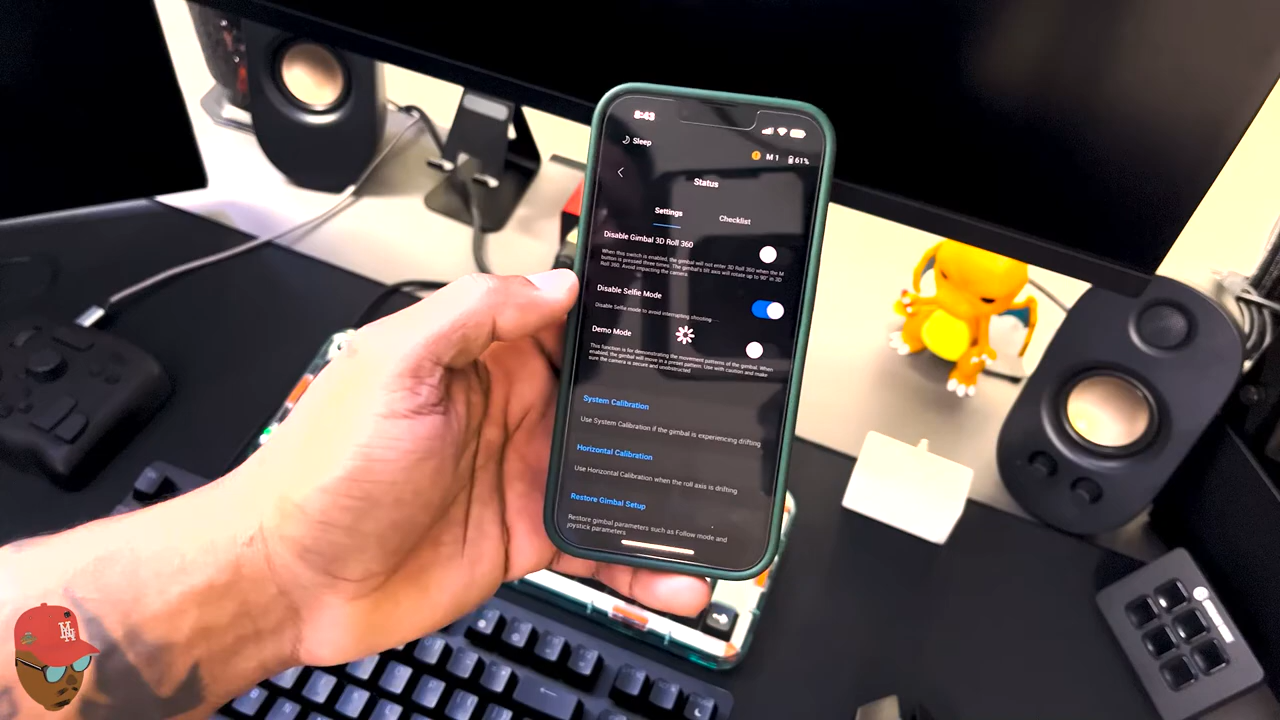 8:43
Sleep
M 1 61%
Status
Settings
Checklist
Disable Gimbal 3D Roll 360
When this switch is enabled, the gimbal will not enter 3D Roll 360 when the M
button is pressed three times. The gimbal's tilt axis will rotate up to 90° in 3D
Roll 360. Avoid impacting the camera.
Disable Selfie Mode
Disable Selfie mode to avoid interrupting shooting
Demo Mode
This function is for demonstrating the movement patterns of the gimbal. When
enabled, the gimbal will move in a preset pattern. Use with caution and make
sure the camera is secure and unobstructed
System Calibration
Use System Calibration if the gimbal is experiencing drifting
Horizontal Calibration
Use Horizontal Calibration when the roll axis is drifting
Restore Gimbal Setup
Restore gimbal parameters such as Follow mode and
joystick parameters